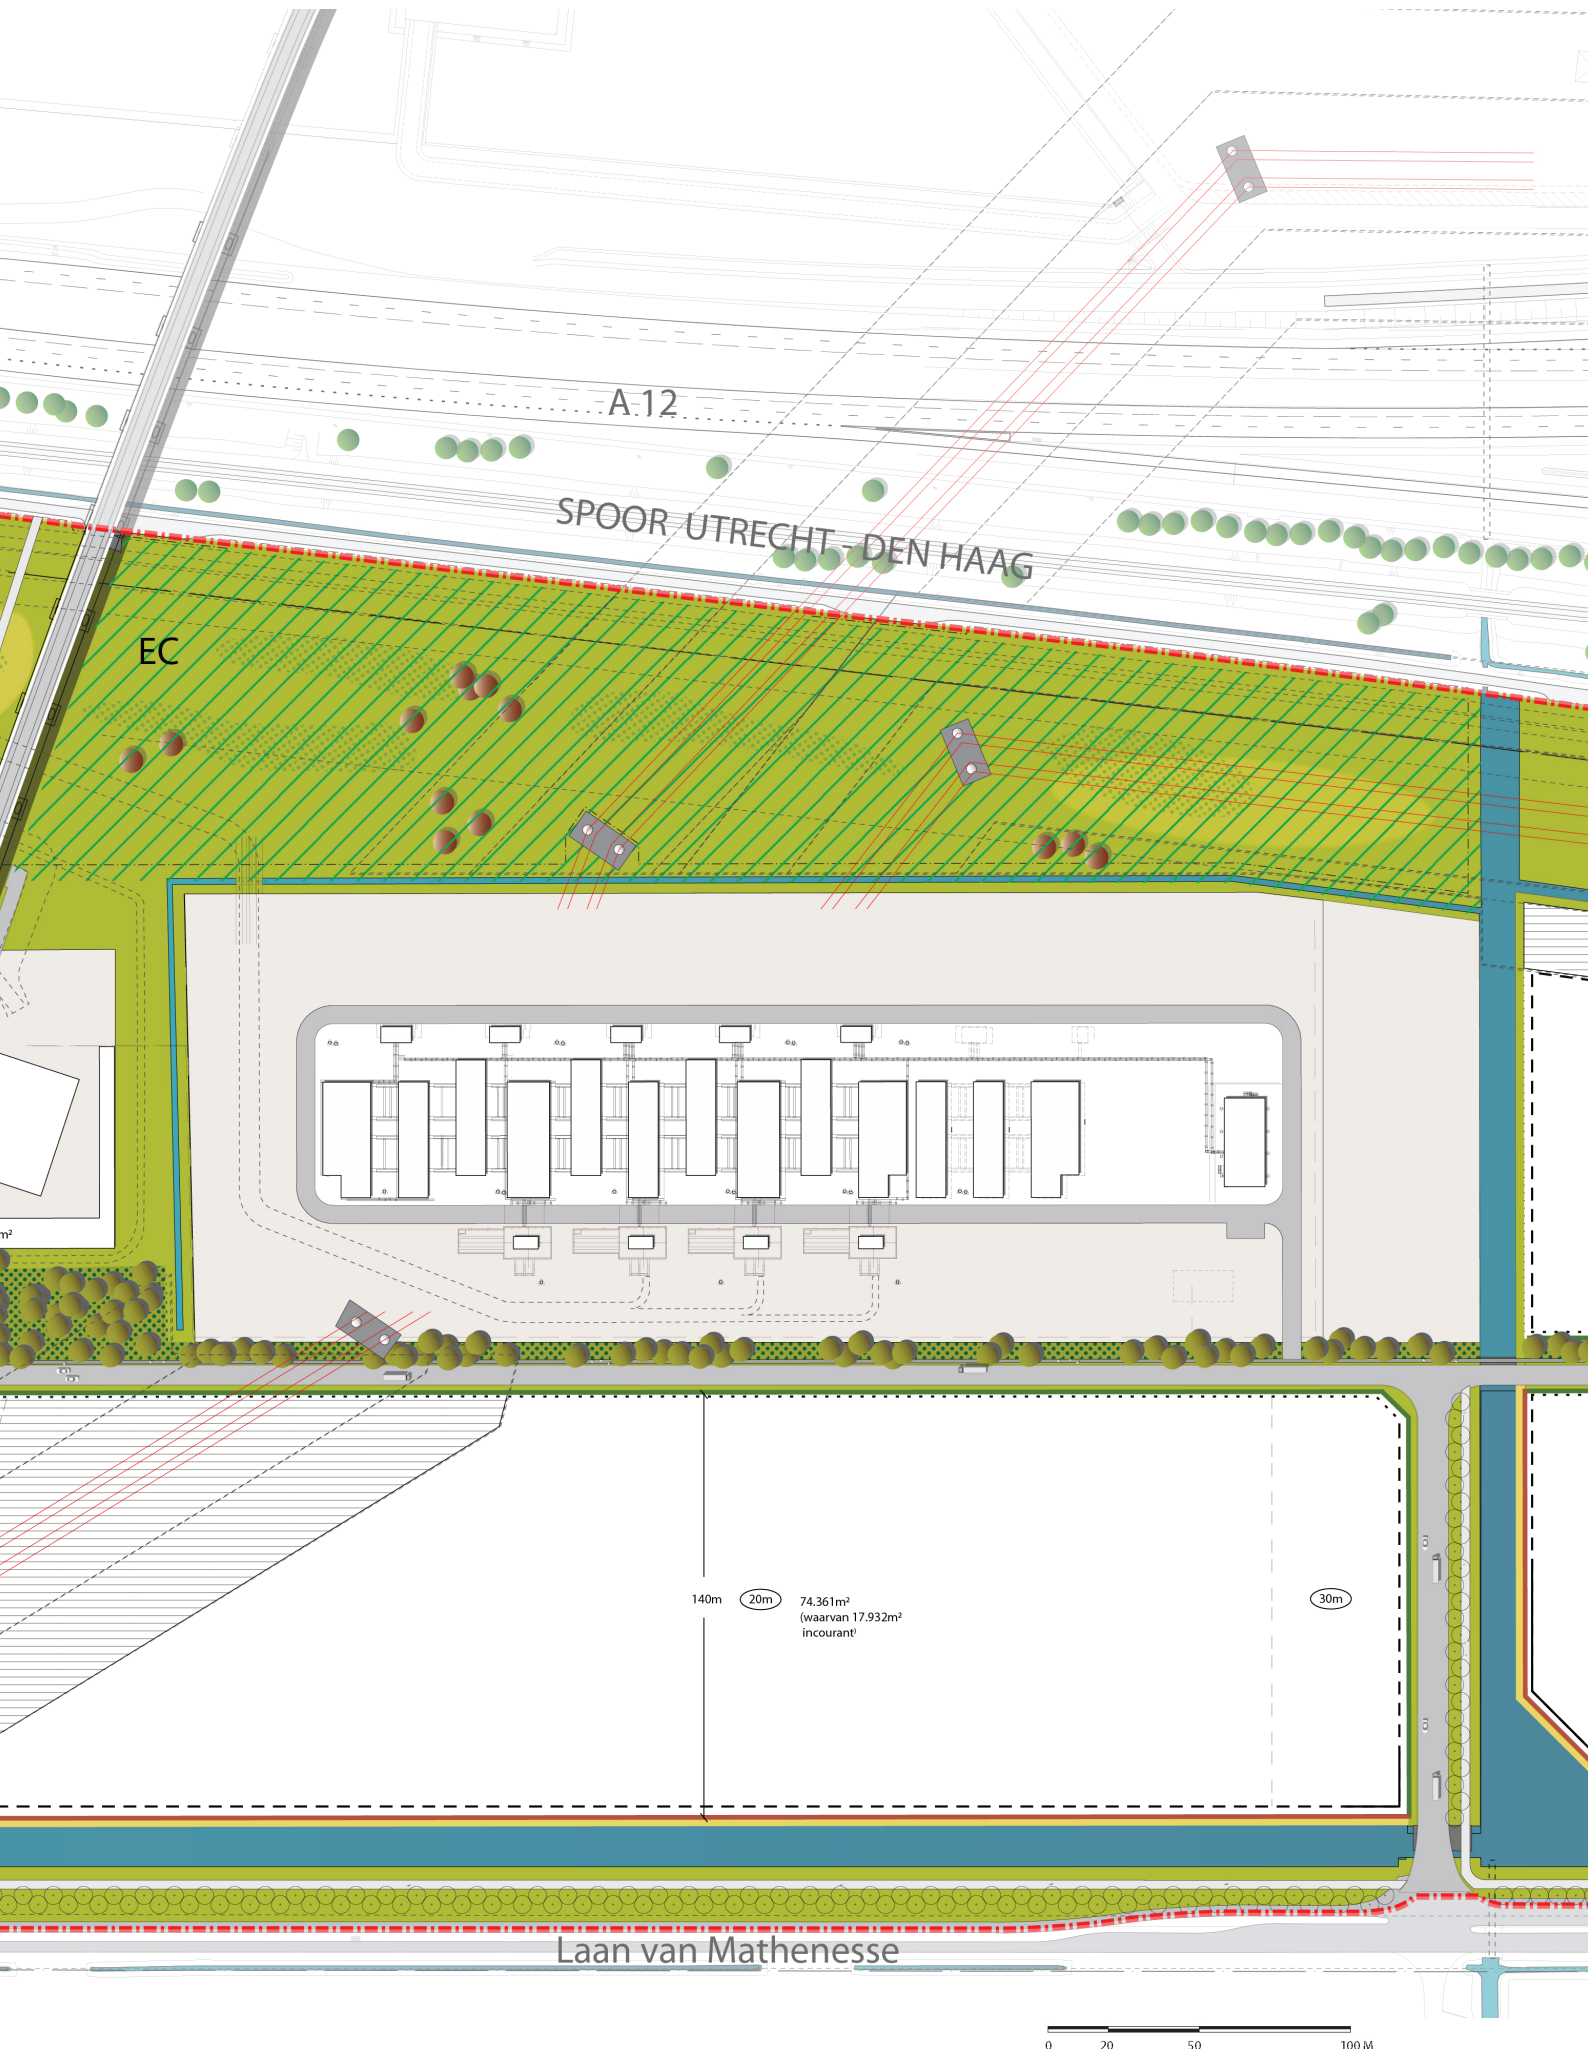 A 12
SPOOR UTRECHT - DEN HAAG
EC
m²
140m
20m
74.361m²
(waarvan 17.932m²
incourant)
30m
Laan van Mathenesse
0 20 50 100 M